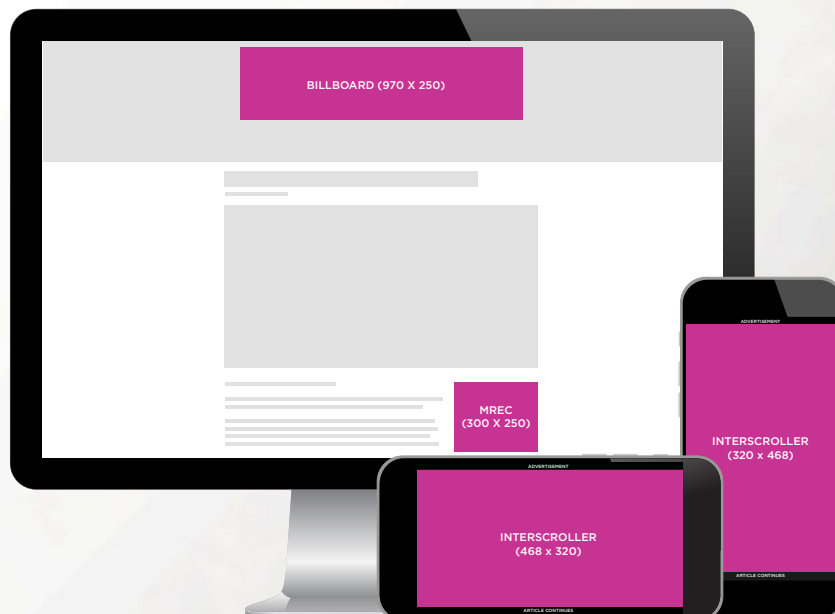 BILLBOARD (970 X 250)
MREC
(300 X 250)
ADVERTISEMENT
INTERSCROLLER
(320 x 468)
ARTICLE CONTINUES
ADVERTISEMENT
INTERSCROLLER
(468 x 320)
ARTICLE CONTINUES